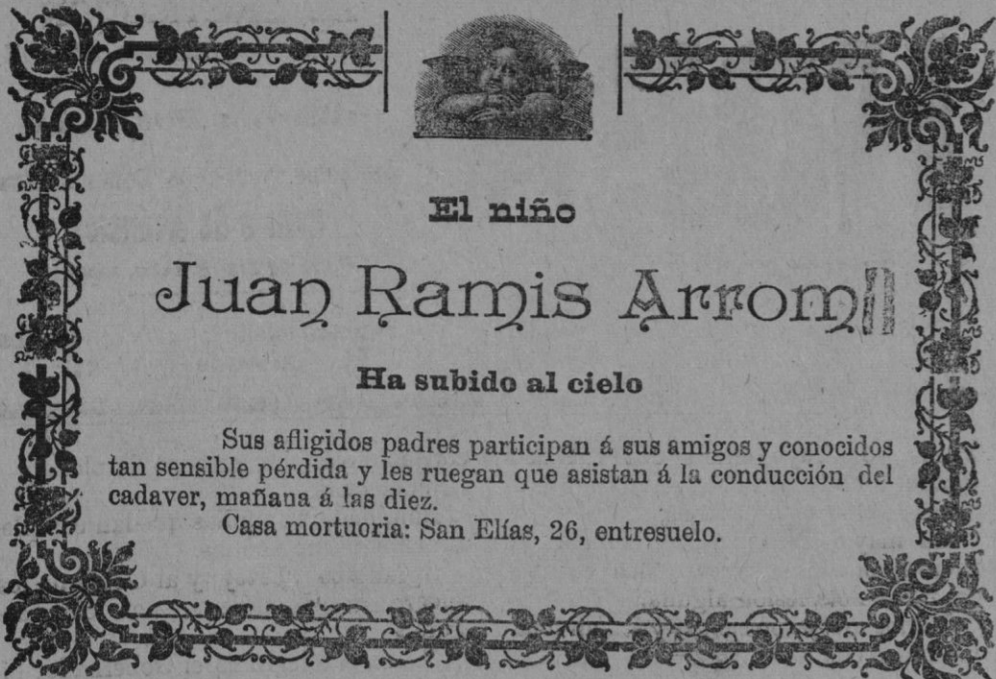 El niño
Juan Ramis Arrom
Ha subido al cielo
Sus afligidos padres participan á sus amigos y conocidos
tan sensible pérdida y les ruegan que asistan á la conducción del
cadaver, mañana á las diez.
Casa mortuoria: San Elías, 26, entresuelo.